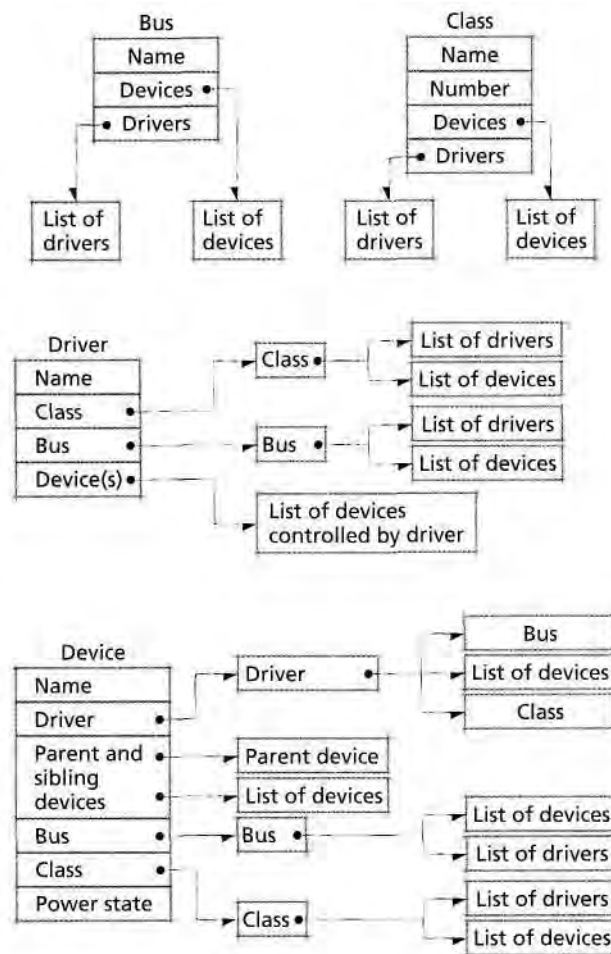 Bus
Name
Devices
Drivers
List of
drivers
List of
devices
Class
Name
Number
Devices
Drivers
List of
drivers
List of
devices
Driver
Name
Class
Bus
Device(s)
Class
List of drivers
List of devices
Bus
List of drivers
List of devices
List of devices
controlled by driver
Device
Name
Driver
Parent and
sibling
devices
Bus
Class
Power state
Driver
Bus
List of devices
Class
Parent device
List of devices
Bus
List of devices
List of drivers
Class
List of drivers
List of devices